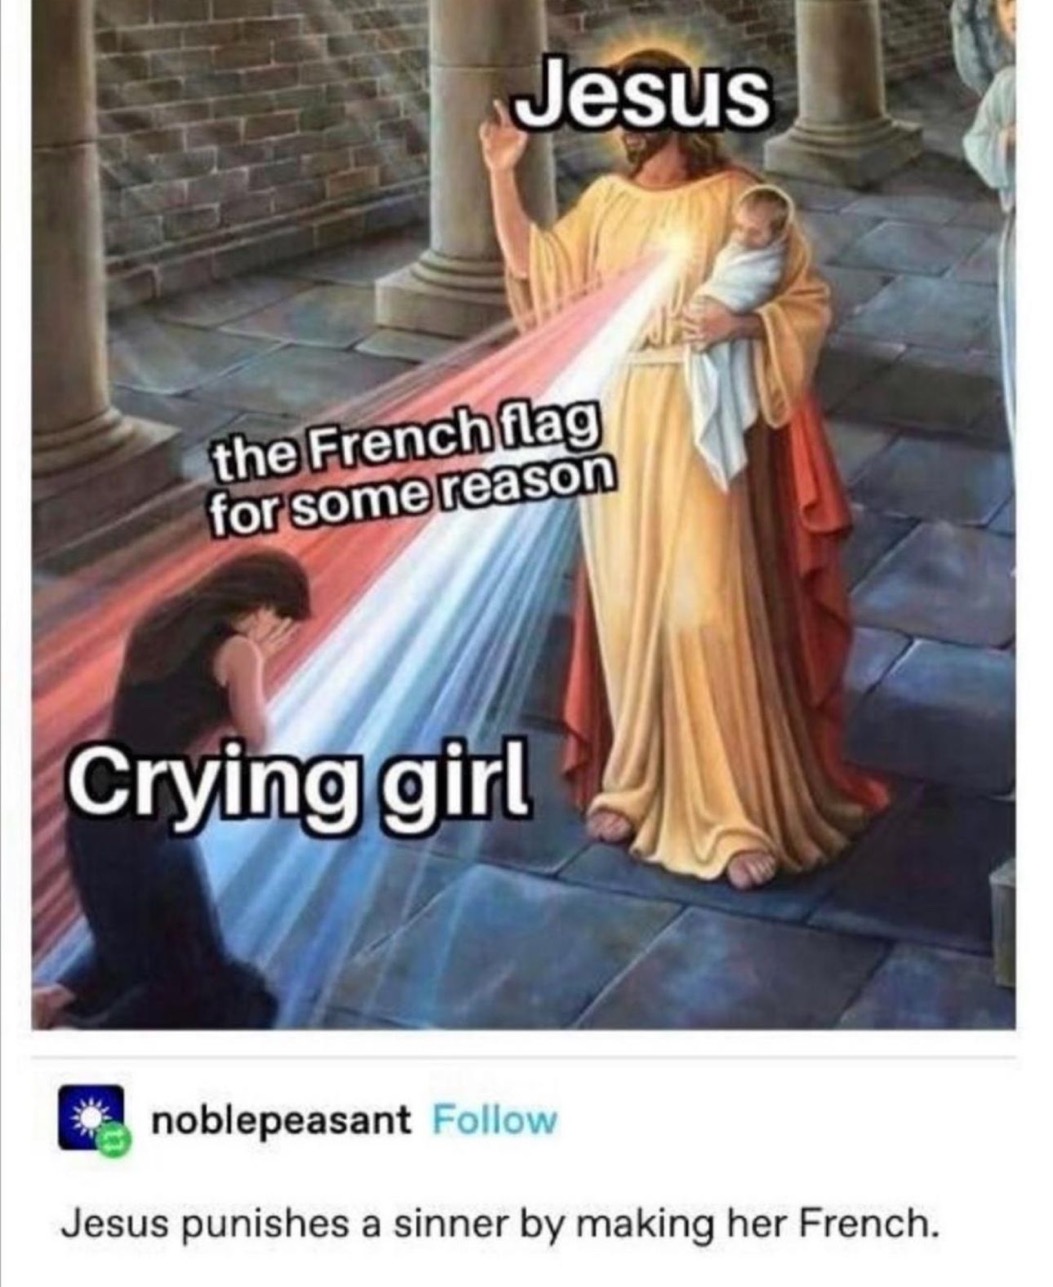 Jesus
the French flag
for some reason
Crying girl
noblepeasant Follow
Jesus punishes a sinner by making her French.